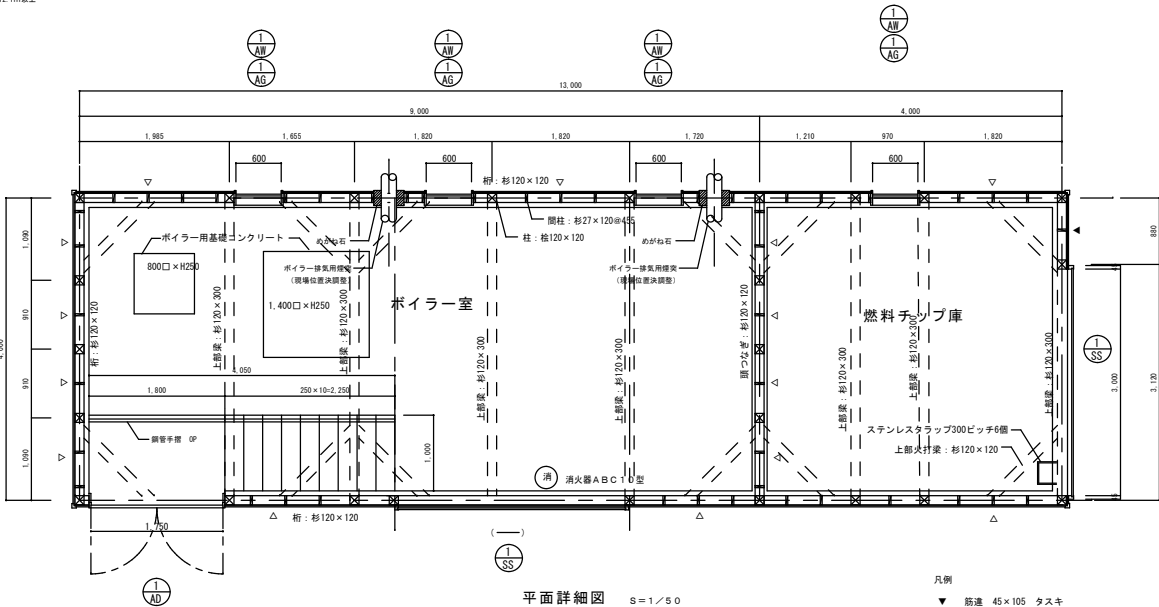 1
AW
1
AG
1
AW
1
AG
1
AW
1
AG
1
AW
1
AG
13,000
9,000
4,000
1,985
1,655
1,820
1,820
1,720
1,210
970
1,820
600
600
600
600
桁：杉120×120
間柱：杉27×120@455
柱：桧120×120
めがね石
めがね石
ボイラー用基礎コンクリート
800□×H250
1,400□×H250
ボイラー排気用煙突
(現場位置決調整)
ボイラー排気用煙突
(現場位置決調整)
ボイラー室
燃料チップ庫
桁：杉120×120
上部梁：杉120×300
上部梁：杉120×300
上部梁：杉120×300
上部梁：杉120×300
頭つなぎ：杉120×120
上部梁：杉120×300
上部梁：杉120×300
上部梁：杉120×300
1,090
910
910
1,090
4,000
880
3,120
3,000
45
45
1
SS
4,050
1,800
250×10=2,250
鋼管手摺 OP
1,000
ステンレスタラップ300ピッチ6個
上部火打梁：杉120×120
消
消火器ABC10型
桁：杉120×120
1,750
1
AD
1
SS
平面詳細図 S=1/50
凡例
▼ 筋違 45×105 タスキ